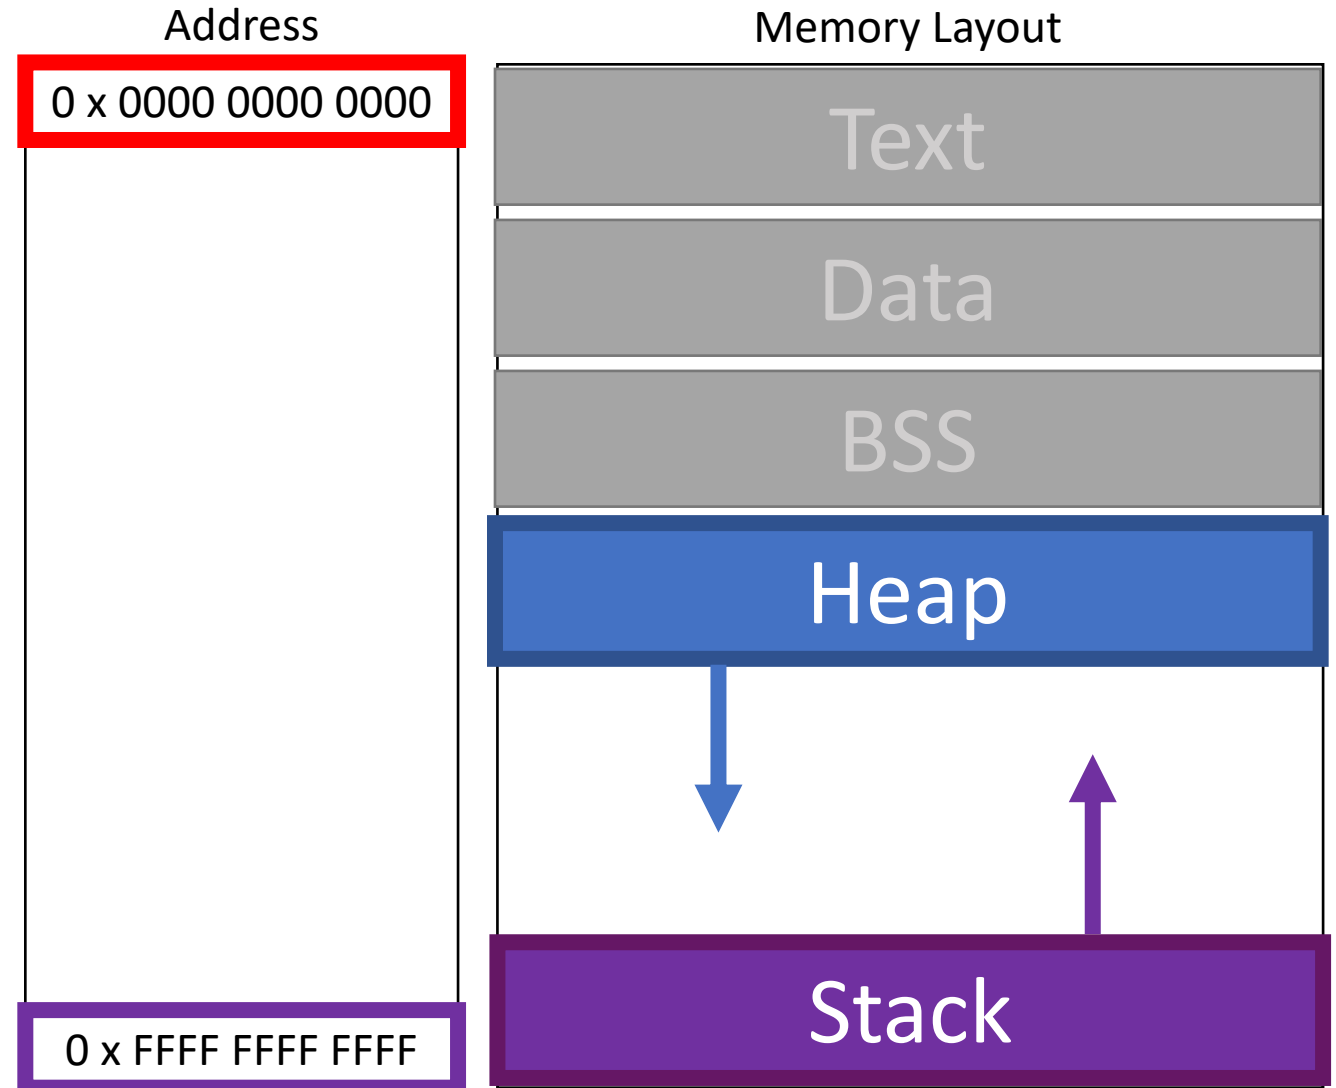 Address
Memory Layout
0 x 0000 0000 0000
Text
Data
BSS
Heap
Stack
0 x FFFF FFFF FFFF